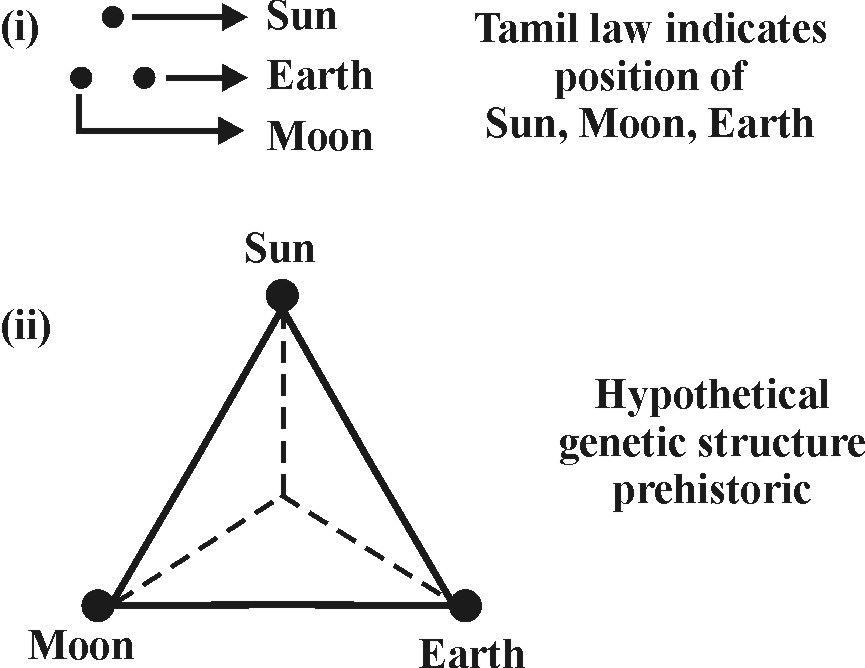 (i)
Sun
Earth
Moon
Tamil law indicates
position of
Sun, Moon, Earth
(ii)
Sun
Moon
Earth
Hypothetical
genetic structure
prehistoric